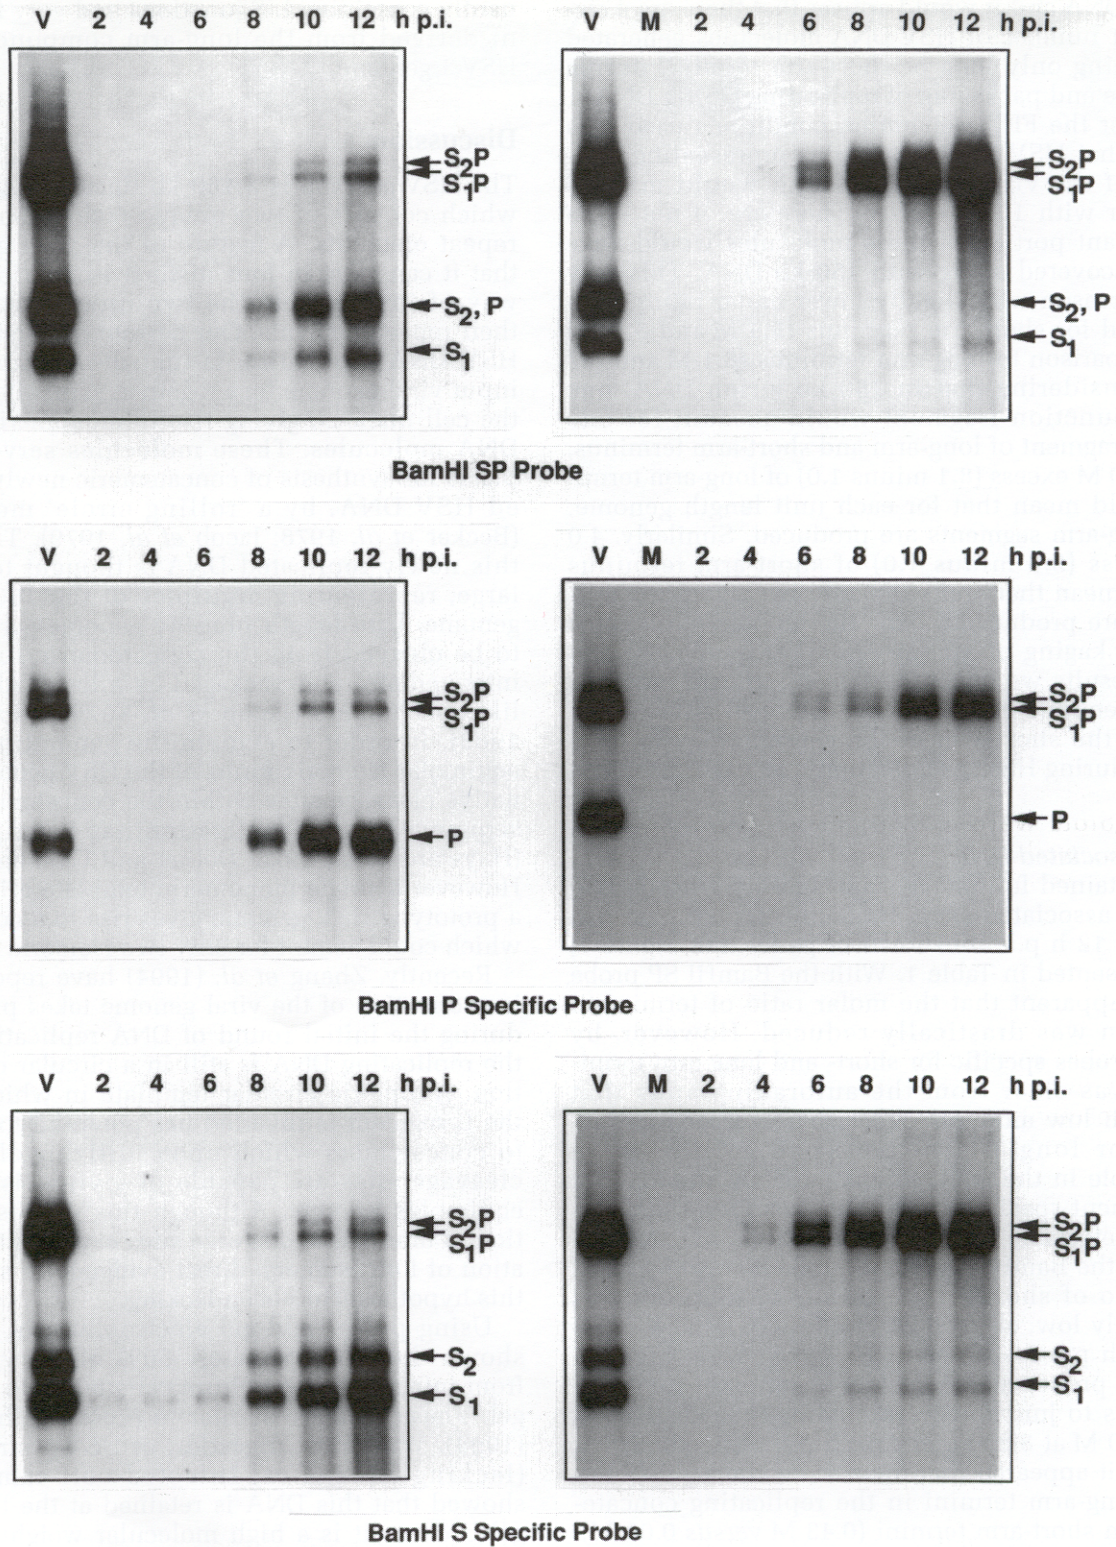 V 2 4 6 8 10 12 h p.i.
V M 2 4 6 8 10 12 h p.i.
S2P
S1P
S2, P
S1
S2P
S1P
S2, P
S1
BamHI SP Probe
V 2 4 6 8 10 12 h p.i.
V M 2 4 6 8 10 12 h p.i.
S2P
S1P
P
S2P
S1P
P
BamHI P Specific Probe
V 2 4 6 8 10 12 h p.i.
V M 2 4 6 8 10 12 h p.i.
S2P
S1P
S2
S1
S2P
S1P
S2
S1
BamHI S Specific Probe